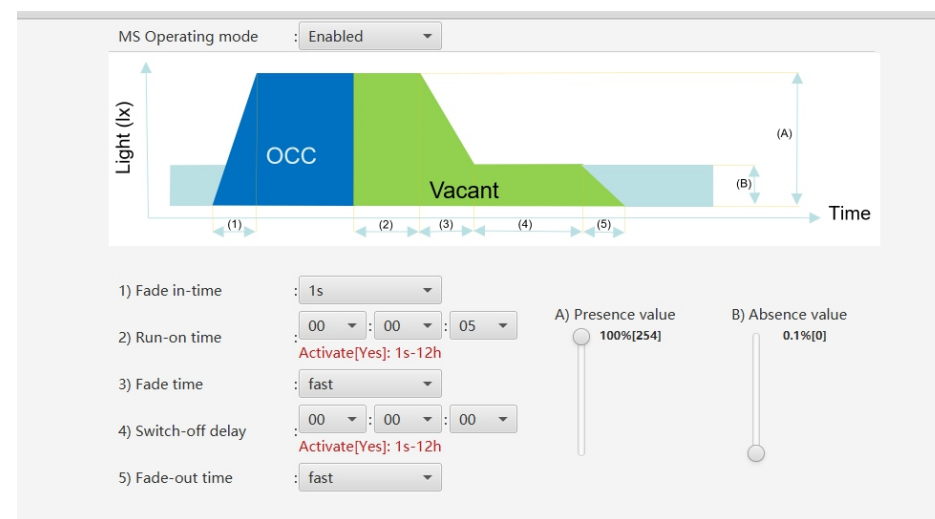 MS Operating mode : Enabled
Light (lx)
OCC
Vacant
(A)
(B)
(1) (2) (3) (4) (5)
Time
1) Fade in-time : 1s
2) Run-on time : 00 : 00 : 05
Activate[Yes]: 1s-12h
3) Fade time : fast
4) Switch-off delay : 00 : 00 : 00
Activate[Yes]: 1s-12h
5) Fade-out time : fast
A) Presence value
100%[254]
B) Absence value
0.1%[0]